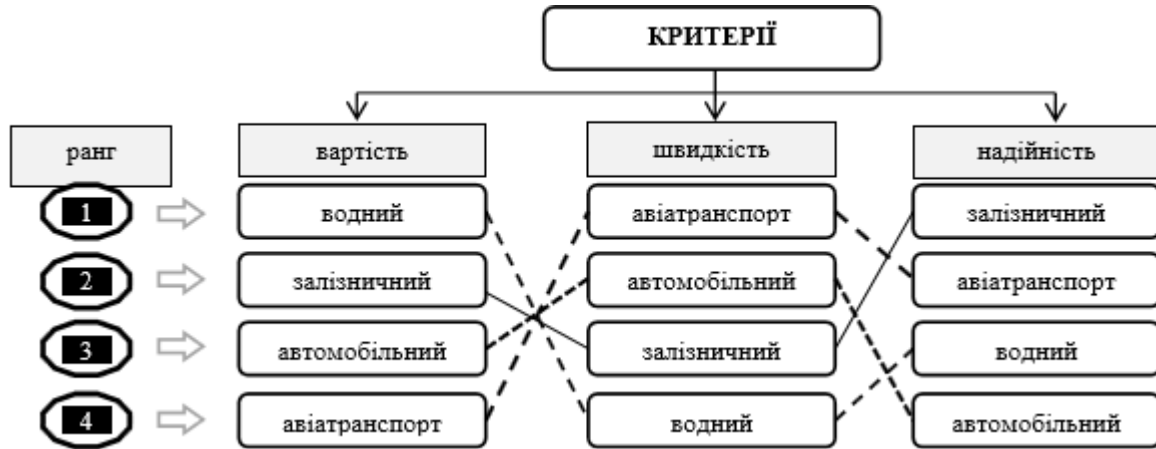 КРИТЕРІЇ
ранг вартість швидкість надійність
1 водний авіатранспорт залізничний
2 залізничний автомобільний авіатранспорт
3 автомобільний залізничний водний
4 авіатранспорт водний автомобільний